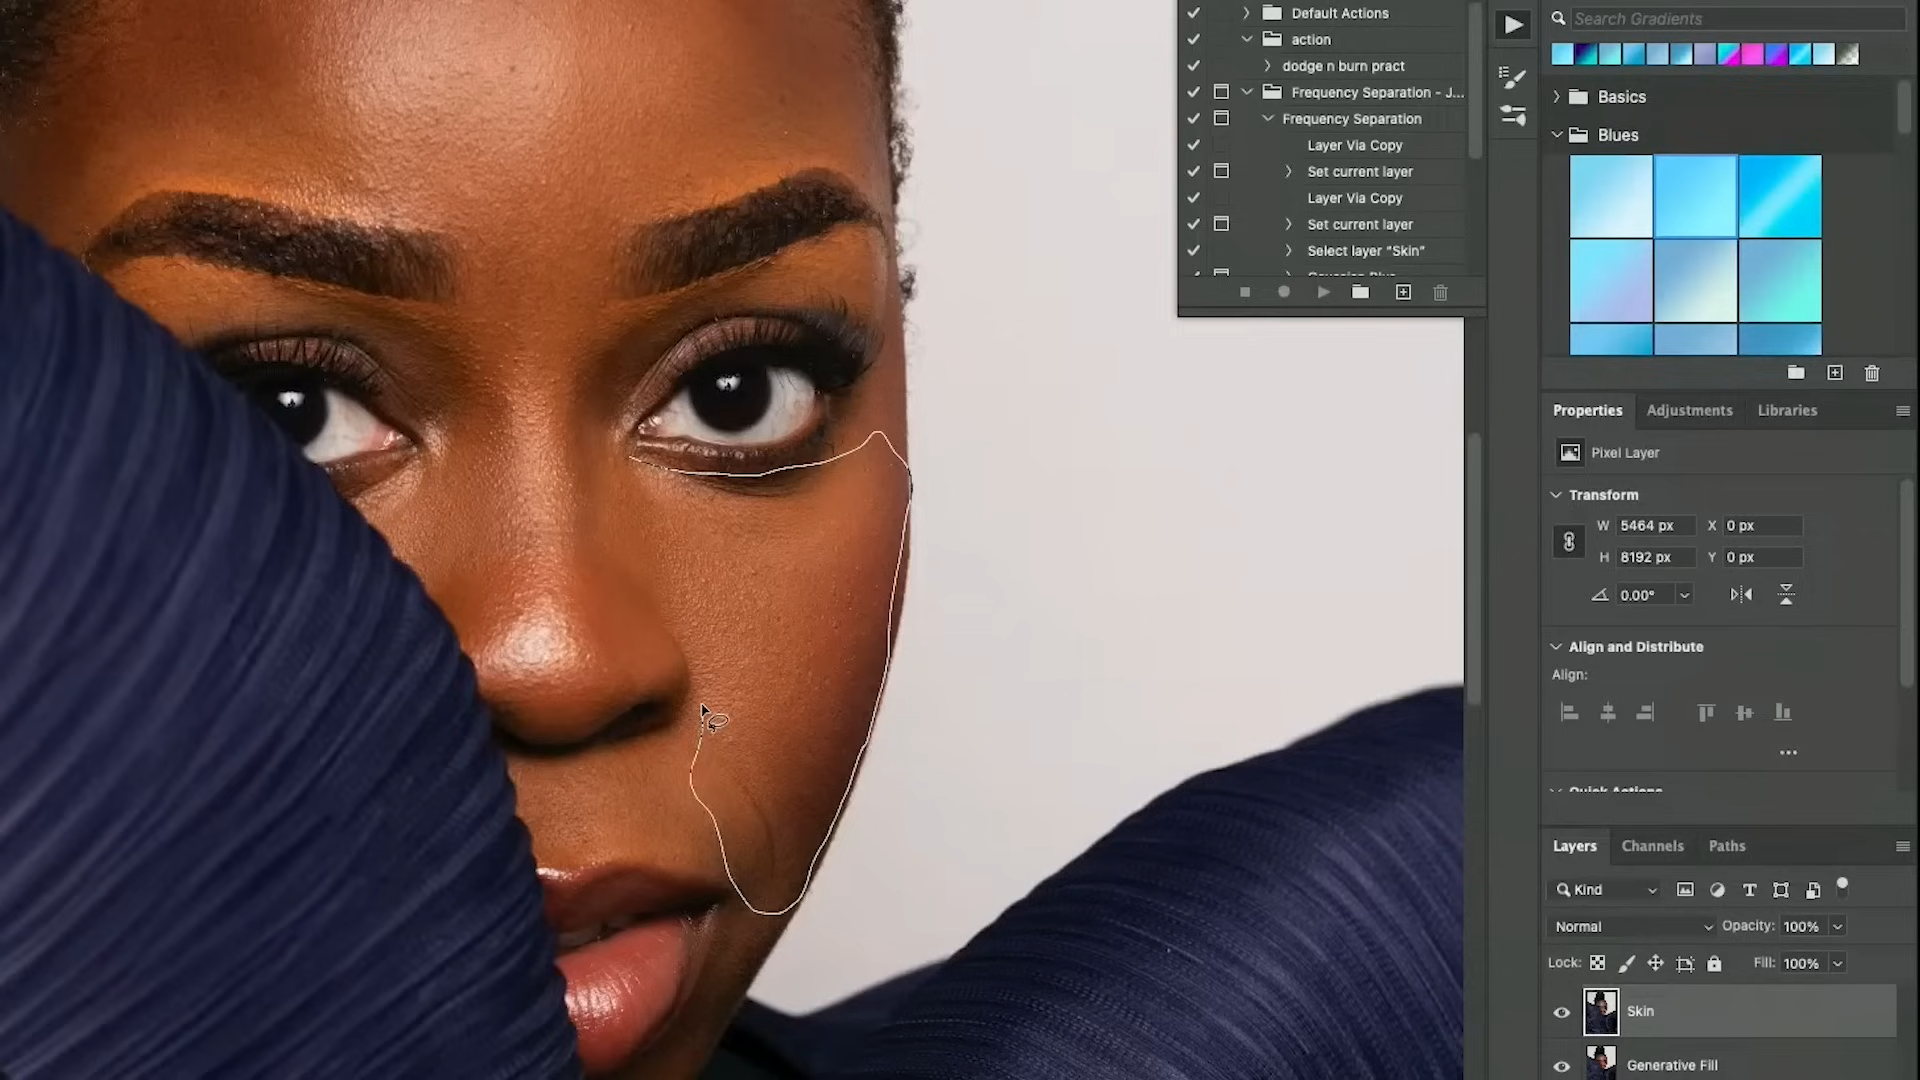 Default Actions
action
dodge n burn pract
Frequency Separation - J...
Frequency Separation
Layer Via Copy
Set current layer
Layer Via Copy
Set current layer
Select layer “Skin”
Search Gradients
Basics
Blues
Properties
Adjustments
Libraries
Pixel Layer
Transform
W 5464 px X 0 px
H 8192 px Y 0 px
0.00°
Align and Distribute
Align:
...
Quick Actions
Layers
Channels
Paths
Kind
Normal Opacity: 100%
Lock: Fill: 100%
Skin
Generative Fill